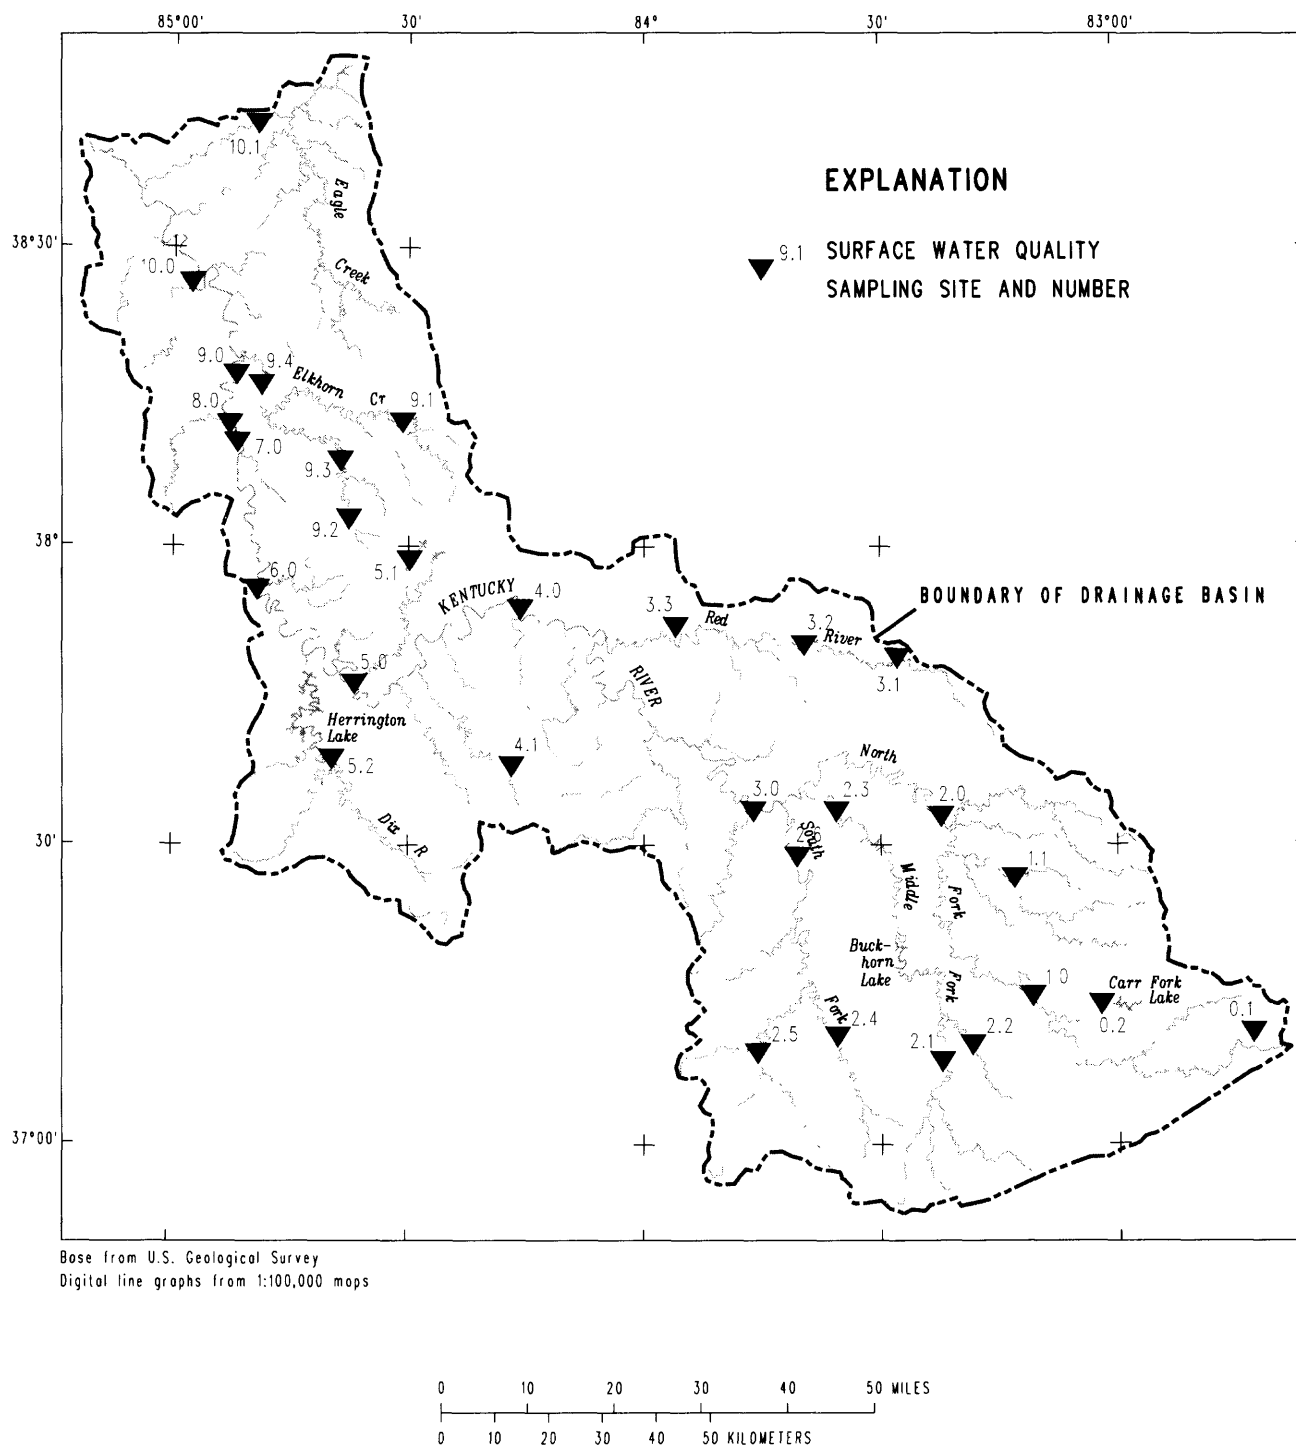 85°00' 30' 84° 30' 83°00'
10.1
EXPLANATION
Eagle
38°30'
9.1 SURFACE WATER QUALITY
SAMPLING SITE AND NUMBER
10.0
Creek
9.0 9.4
Elkhorn
Cr 9.1
8.0
7.0
9.3
9.2
38°
5.1
6.0
KENTUCKY 4.0
BOUNDARY OF DRAINAGE BASIN
3.3 Red 3.2
River
3.1
5.0
RIVER
Herrington
Lake
North
4.1
5.2
3.0 2.3 2.0
Dix R
South
30'
1.1
Middle
Fork
Buck-
horn
Lake
Fork
1.0
Carr Fork
Lake
0.2 0.1
Fork
2.4
2.5 2.1 2.2
37°00'
Base from U.S. Geological Survey
Digital line graphs from 1:100,000 maps
0 10 20 30 40 50 MILES
0 10 20 30 40 50 KILOMETERS